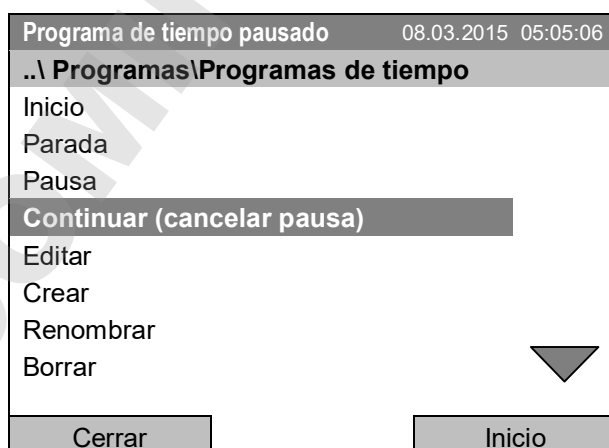 Programa de tiempo pausado 08.03.2015 05:05:06
..\ Programas\Programas de tiempo
Inicio
Parada
Pausa
Continuar (cancelar pausa)
Editar
Crear
Renombrar
Borrar
Cerrar Inicio